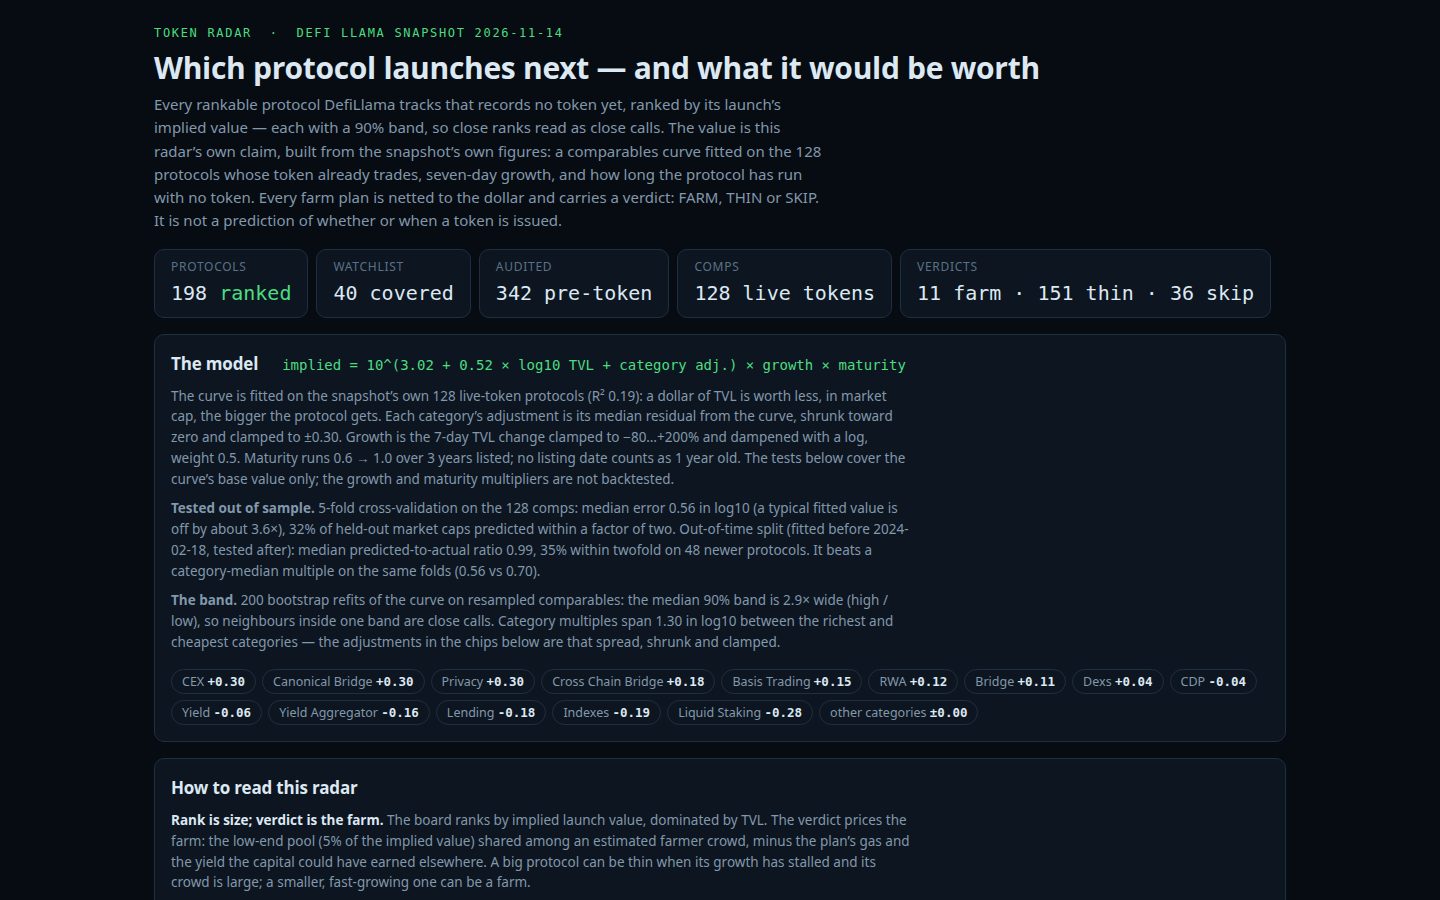 TOKEN RADAR · DEFI LLAMA SNAPSHOT 2026-11-14
Which protocol launches next — and what it would be worth
Every rankable protocol DefiLlama tracks that records no token yet, ranked by its launch’s
implied value — each with a 90% band, so close ranks read as close calls. The value is this
radar’s own claim, built from the snapshot’s own figures: a comparables curve fitted on the 128
protocols whose token already trades, seven-day growth, and how long the protocol has run
with no token. Every farm plan is netted to the dollar and carries a verdict: FARM, THIN or SKIP.
It is not a prediction of whether or when a token is issued.
PROTOCOLS
198 ranked
WATCHLIST
40 covered
AUDITED
342 pre-token
COMPS
128 live tokens
VERDICTS
11 farm · 151 thin · 36 skip
The model implied = 10^(3.02 + 0.52 × log10 TVL + category adj.) × growth × maturity
The curve is fitted on the snapshot’s own 128 live-token protocols (R² 0.19): a dollar of TVL is worth less, in market
cap, the bigger the protocol gets. Each category’s adjustment is its median residual from the curve, shrunk toward
zero and clamped to ±0.30. Growth is the 7-day TVL change clamped to −80…+200% and dampened with a log,
weight 0.5. Maturity runs 0.6 → 1.0 over 3 years listed; no listing date counts as 1 year old. The tests below cover the
curve’s base value only; the growth and maturity multipliers are not backtested.
Tested out of sample. 5-fold cross-validation on the 128 comps: median error 0.56 in log10 (a typical fitted value is
off by about 3.6×), 32% of held-out market caps predicted within a factor of two. Out-of-time split (fitted before 2024-
02-18, tested after): median predicted-to-actual ratio 0.99, 35% within twofold on 48 newer protocols. It beats a
category-median multiple on the same folds (0.56 vs 0.70).
The band. 200 bootstrap refits of the curve on resampled comparables: the median 90% band is 2.9× wide (high /
low), so neighbours inside one band are close calls. Category multiples span 1.30 in log10 between the richest and
cheapest categories — the adjustments in the chips below are that spread, shrunk and clamped.
CEX +0.30 Canonical Bridge +0.30 Privacy +0.30 Cross Chain Bridge +0.18 Basis Trading +0.15 RWA +0.12 Bridge +0.11 Dexs +0.04 CDP -0.04
Yield -0.06 Yield Aggregator -0.16 Lending -0.18 Indexes -0.19 Liquid Staking -0.28 other categories ±0.00
How to read this radar
Rank is size; verdict is the farm. The board ranks by implied launch value, dominated by TVL. The verdict prices the
farm: the low-end pool (5% of the implied value) shared among an estimated farmer crowd, minus the plan’s gas and
the yield the capital could have earned elsewhere. A big protocol can be thin when its growth has stalled and its
crowd is large; a smaller, fast-growing one can be a farm.